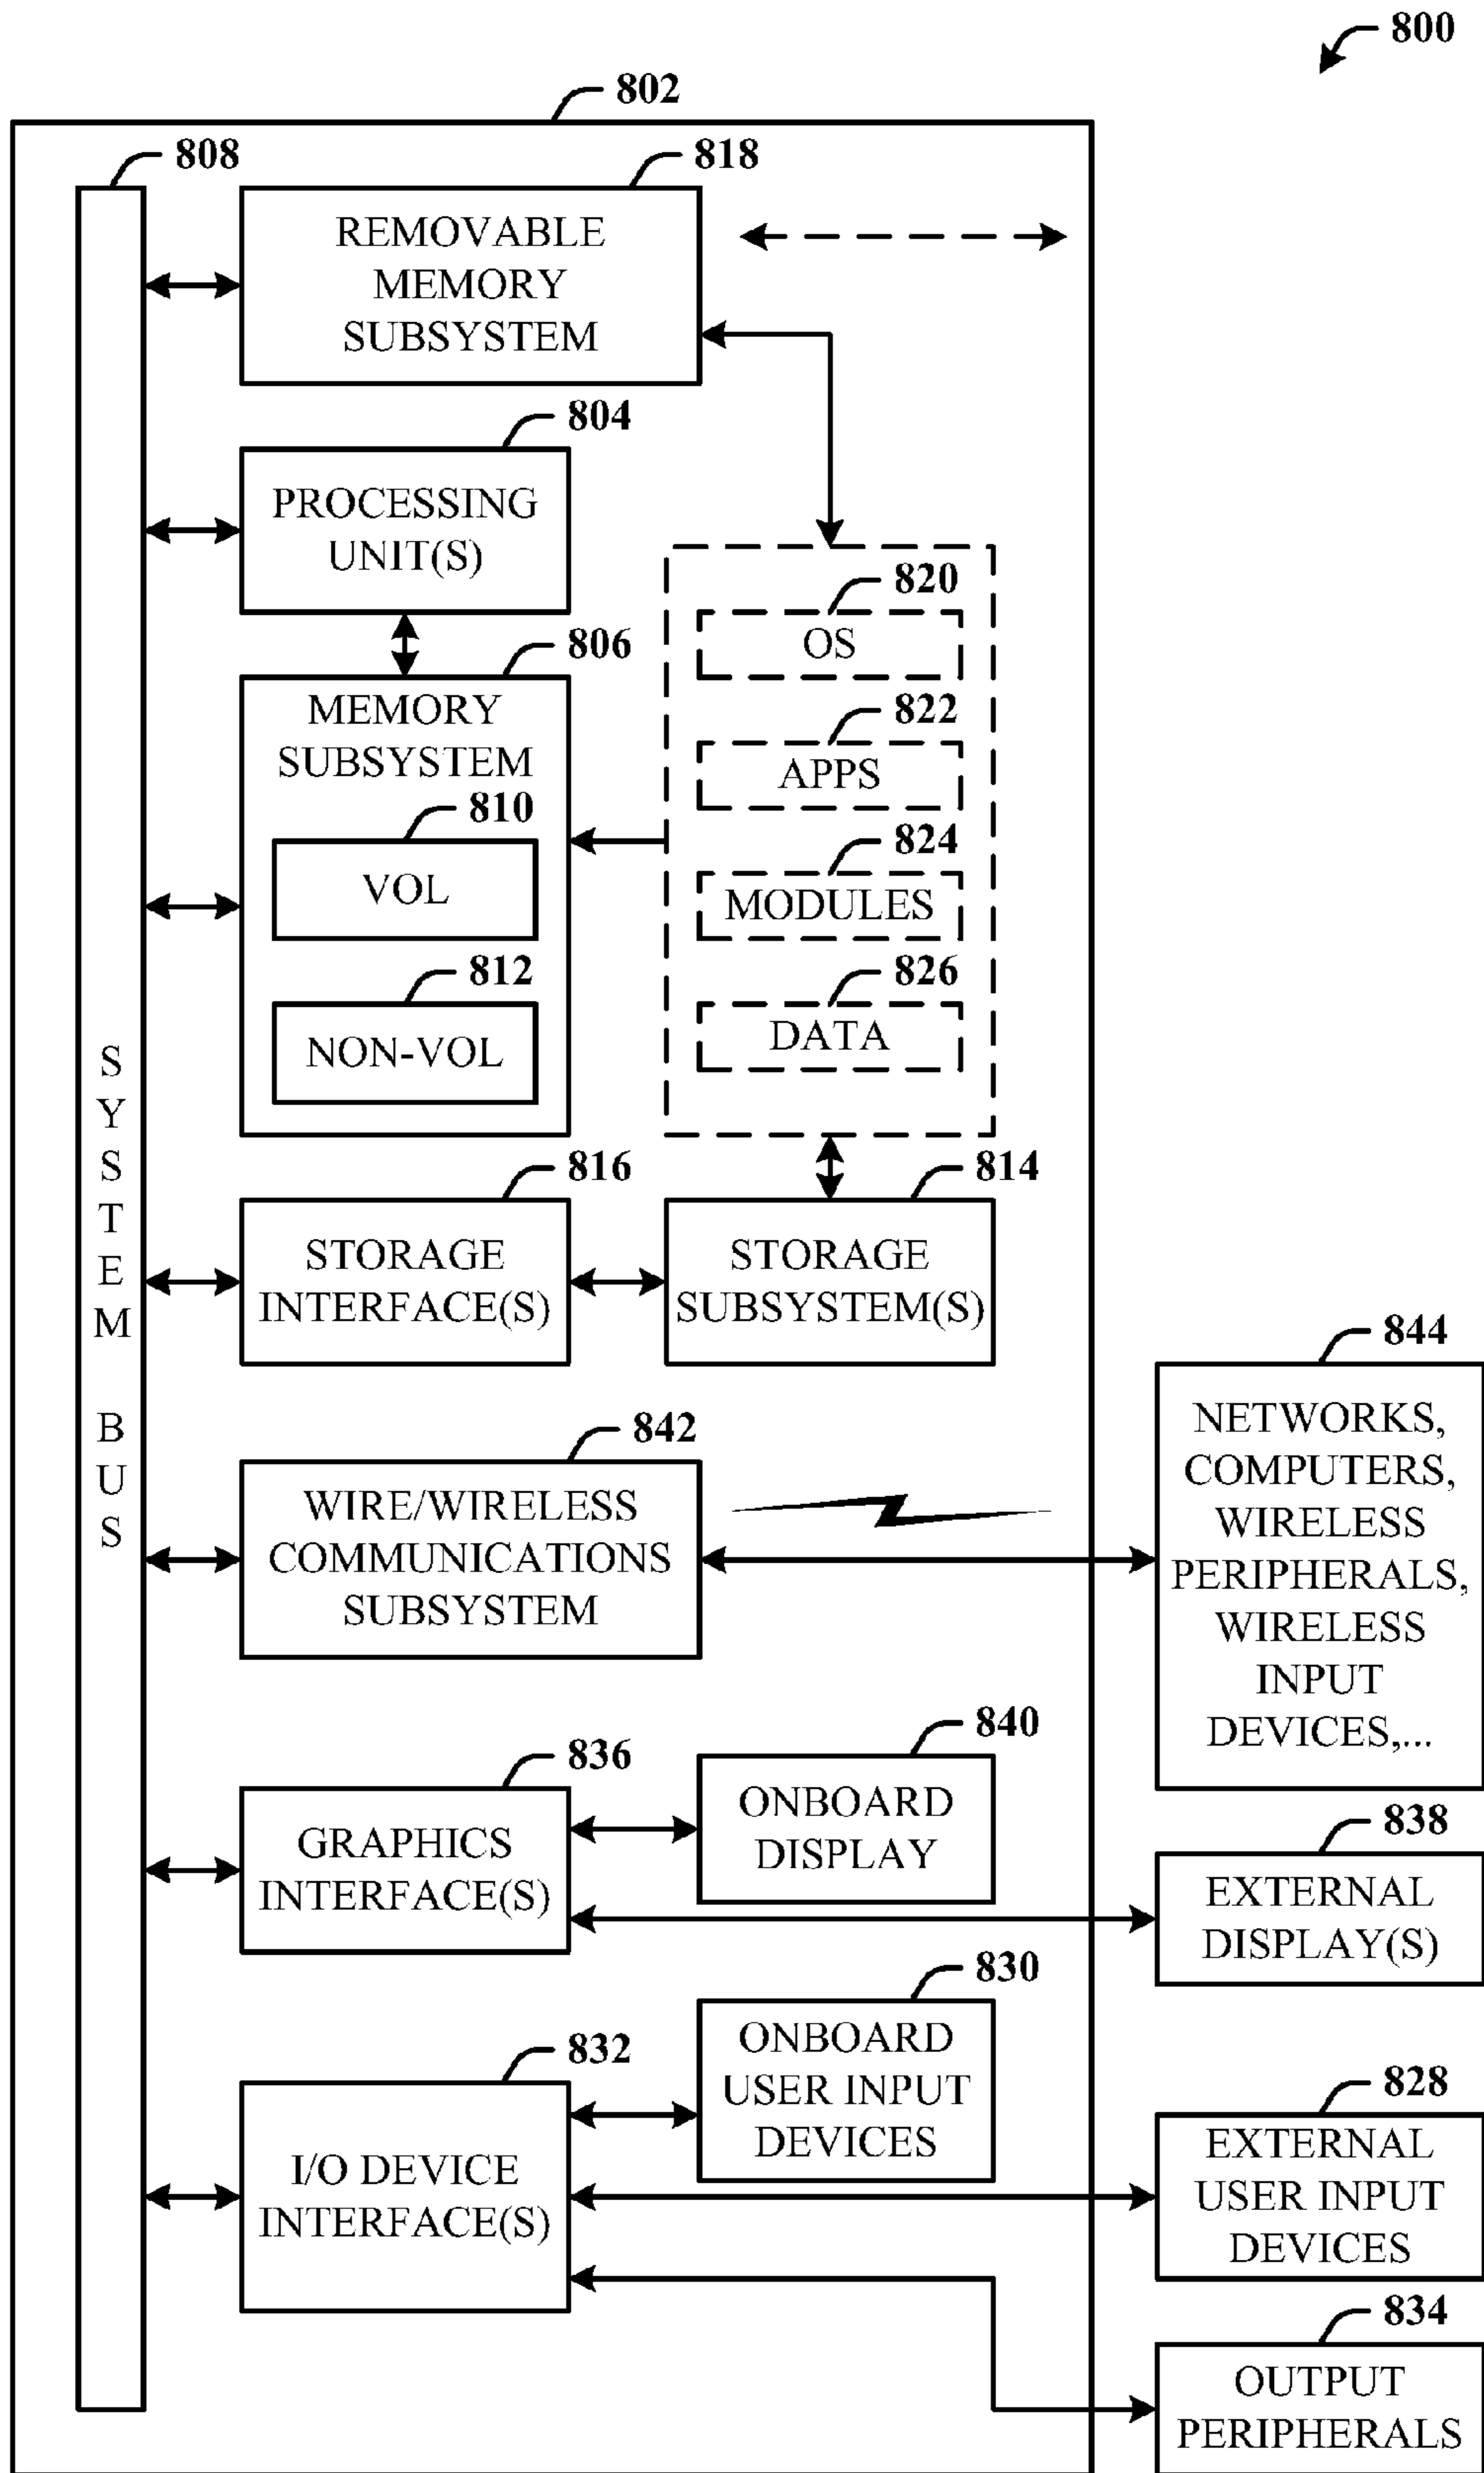 800
802
808
SYSTEM BUS
818
REMOVABLE
MEMORY
SUBSYSTEM
804
PROCESSING
UNIT(S)
806
MEMORY
SUBSYSTEM
810
VOL
812
NON-VOL
820
OS
822
APPS
824
MODULES
826
DATA
816
STORAGE
INTERFACE(S)
814
STORAGE
SUBSYSTEM(S)
842
WIRE/WIRELESS
COMMUNICATIONS
SUBSYSTEM
844
NETWORKS,
COMPUTERS,
WIRELESS
PERIPHERALS,
WIRELESS
INPUT
DEVICES,...
836
GRAPHICS
INTERFACE(S)
840
ONBOARD
DISPLAY
838
EXTERNAL
DISPLAY(S)
832
I/O DEVICE
INTERFACE(S)
830
ONBOARD
USER INPUT
DEVICES
828
EXTERNAL
USER INPUT
DEVICES
834
OUTPUT
PERIPHERALS